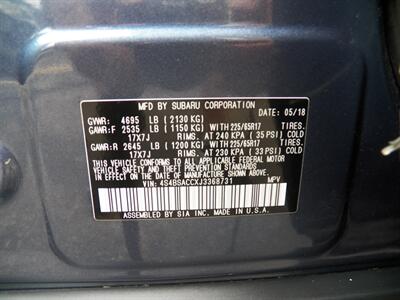 MFD BY SUBARU CORPORATION
GVWR: 4695 LB (2130 KG) DATE: 05/18
GAWR:F 2535 LB (1150 KG) WITH 225/65R17 TIRES.
17X7J RIMS. AT 240 KPA (35 PSI) COLD
GAWR:R 2645 LB (1200 KG) WITH 225/65R17 TIRES.
17X7J RIMS. AT 230 KPA (33 PSI) COLD
THIS VEHICLE CONFORMS TO ALL APPLICABLE FEDERAL
MOTOR VEHICLE SAFETY AND THEFT PREVENTION STANDARDS
IN EFFECT ON THE DATE OF MANUFACTURE SHOWN ABOVE.
VIN: 4S4BSACCXJ3368731 MPV
ASSEMBLED BY SIA INC. MADE IN U.S.A.